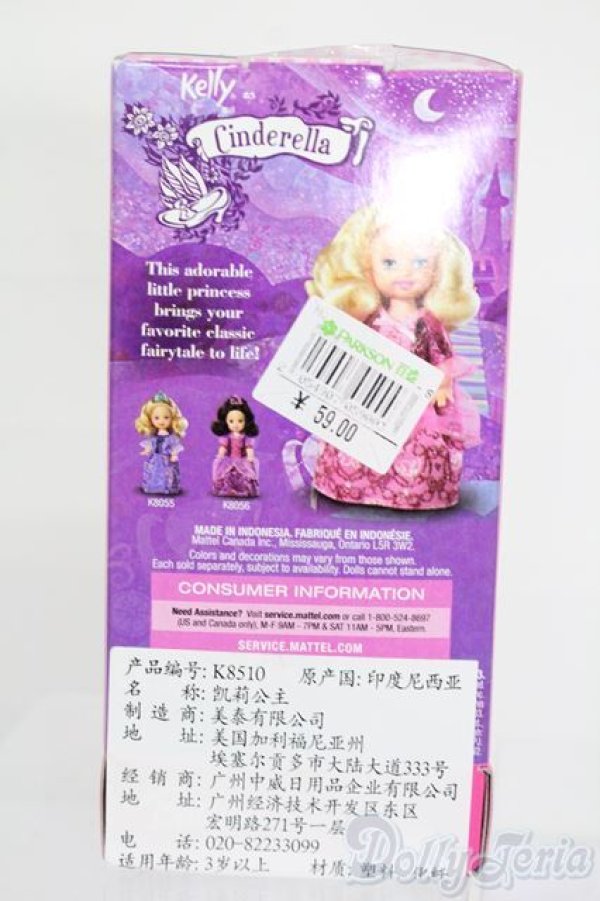 Kelly
Cinderella
This adorable
little princess
brings your
favorite classic
fairytale to life!
PARKSON 百盛
¥ 59.00
K8055
K8056
MADE IN INDONESIA. FABRIQUÉ EN INDONÉSIE.
Mattel Canada Inc., Mississauga, Ontario L5R 3W2.
Colors and decorations may vary from those shown.
Each sold separately, subject to availability. Dolls cannot stand alone.
CONSUMER INFORMATION
Need Assistance? Visit service.mattel.com or call 1-800-524-8697
(US and Canada only), M-F 9AM - 7PM & SAT 11AM - 5PM, Eastern.
SERVICE.MATTEL.COM
产品编号: K8510 原产国: 印度尼西亚
名 称: 凯莉公主
制 造 商: 美泰有限公司
地 址: 美国加利福尼亚州
埃塞尔贡多市大陆大道333号
经 销 商: 广州中威日用品企业有限公司
地 址: 广州经济技术开发区东区
宏明路271号一层
电 话: 020-82233099
适用年龄: 3岁以上 材质: 塑
Dolly Teria